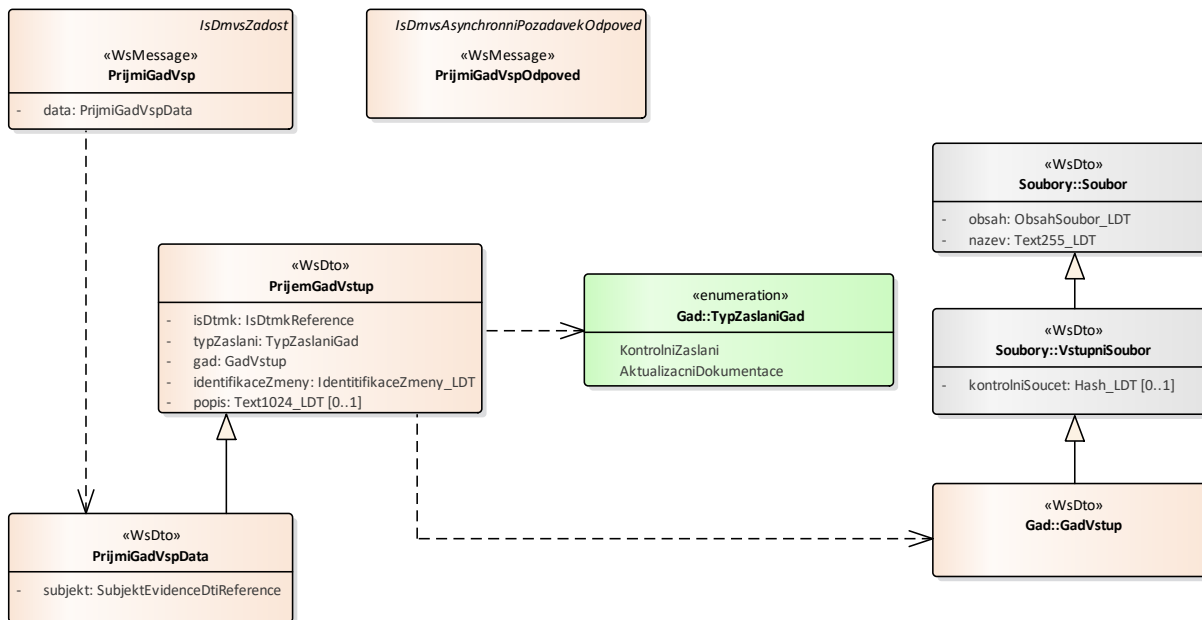 IsDmvsZadost
«WsMessage»
PrijmiGadVsp
- data: PrijmiGadVspData
IsDmvsAsynchronniPozadavekOdpoved
«WsMessage»
PrijmiGadVspOdpoved
«WsDto»
Soubory::Soubor
- obsah: ObsahSoubor_LDT
- nazev: Text255_LDT
«WsDto»
PrijemGadVstup
- isDtmk: IsDtmkReference
- typZaslani: TypZaslaniGad
- gad: GadVstup
- identifikaceZmeny: IdentitifikaceZmeny_LDT
- popis: Text1024_LDT [0..1]
«enumeration»
Gad::TypZaslaniGad
KontrolniZaslani
AktualizacniDokumentace
«WsDto»
Soubory::VstupniSoubor
- kontrolniSoucet: Hash_LDT [0..1]
«WsDto»
PrijmiGadVspData
- subjekt: SubjektEvidenceDtiReference
«WsDto»
Gad::GadVstup